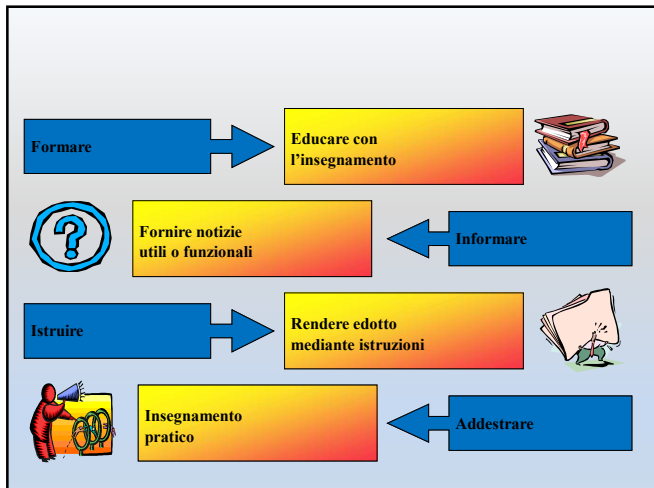 Formare
Educare con
l'insegnamento
Fornire notizie
utili o funzionali
Informare
Istruire
Rendere edotto
mediante istruzioni
Insegnamento
pratico
Addestrare